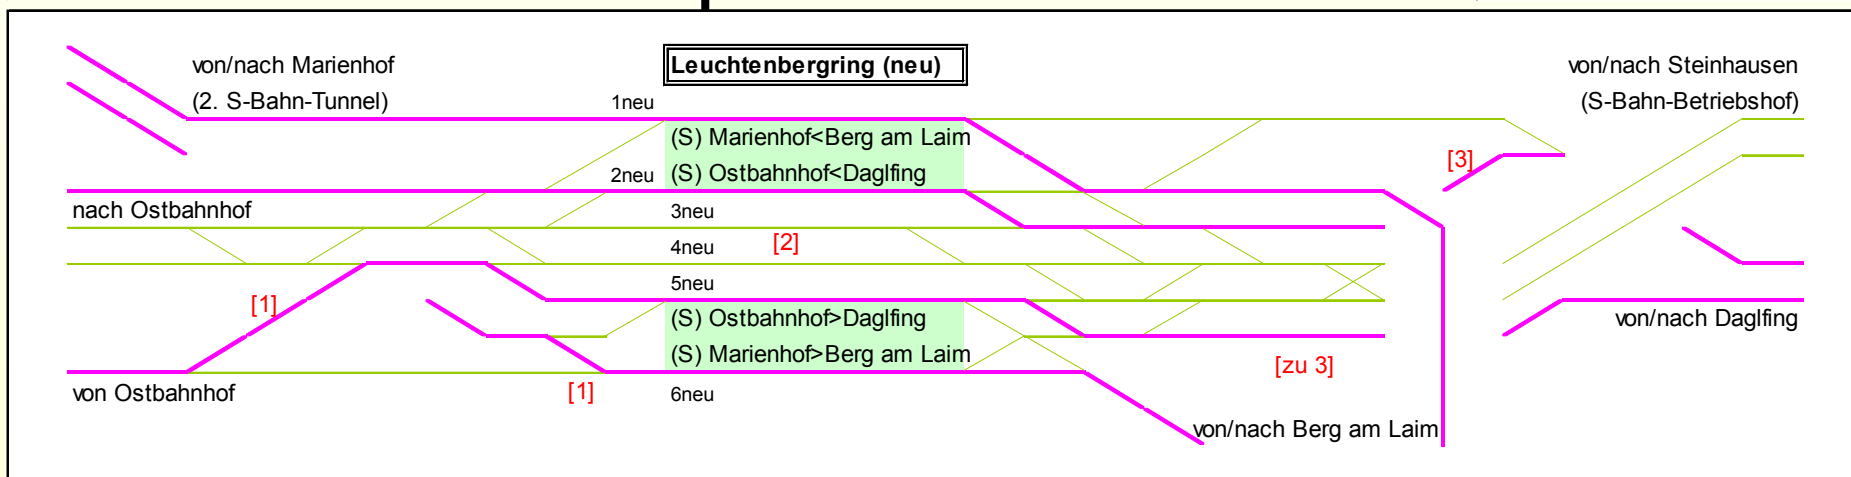 von/nach Marienhof
(2. S-Bahn-Tunnel)
Leuchtenbergring (neu)
von/nach Steinhausen
(S-Bahn-Betriebshof)
1neu
(S) Marienhof<Berg am Laim
[3]
2neu
(S) Ostbahnhof<Daglfing
nach Ostbahnhof
3neu
4neu
[2]
5neu
[1]
(S) Ostbahnhof>Daglfing
von/nach Daglfing
(S) Marienhof>Berg am Laim
[zu 3]
von Ostbahnhof
[1]
6neu
von/nach Berg am Laim